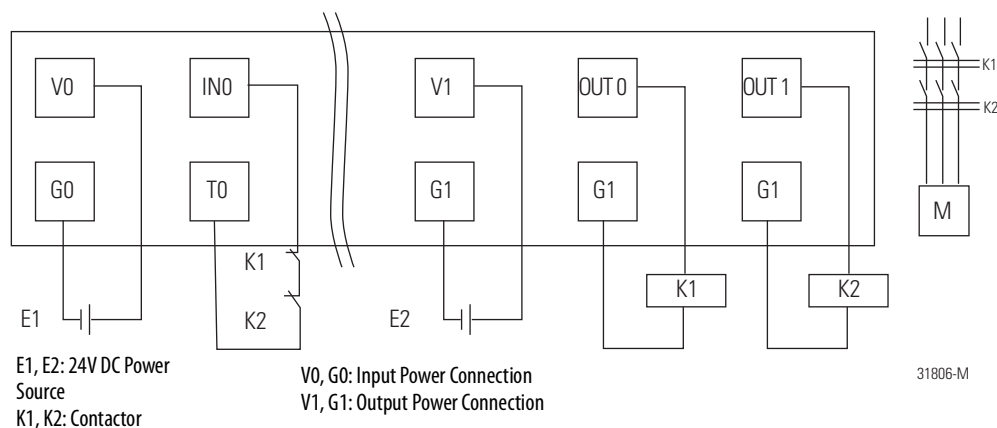 V0
IN0
V1
OUT 0
OUT 1
G0
T0
G1
G1
G1
K1
K2
M
K1
K2
K1
K2
E1
E2
E1, E2: 24V DC Power
Source
K1, K2: Contactor
V0, G0: Input Power Connection
V1, G1: Output Power Connection
31806-M